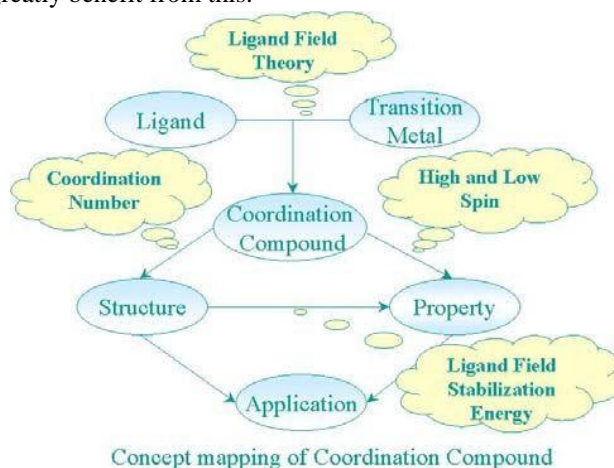 greatly benefit from this.
Ligand Field
Theory
Ligand
Transition
Metal
Coordination
Number
High and Low
Spin
Coordination
Compound
Structure
Property
Ligand Field
Stabilization
Energy
Application
Concept mapping of Coordination Compound